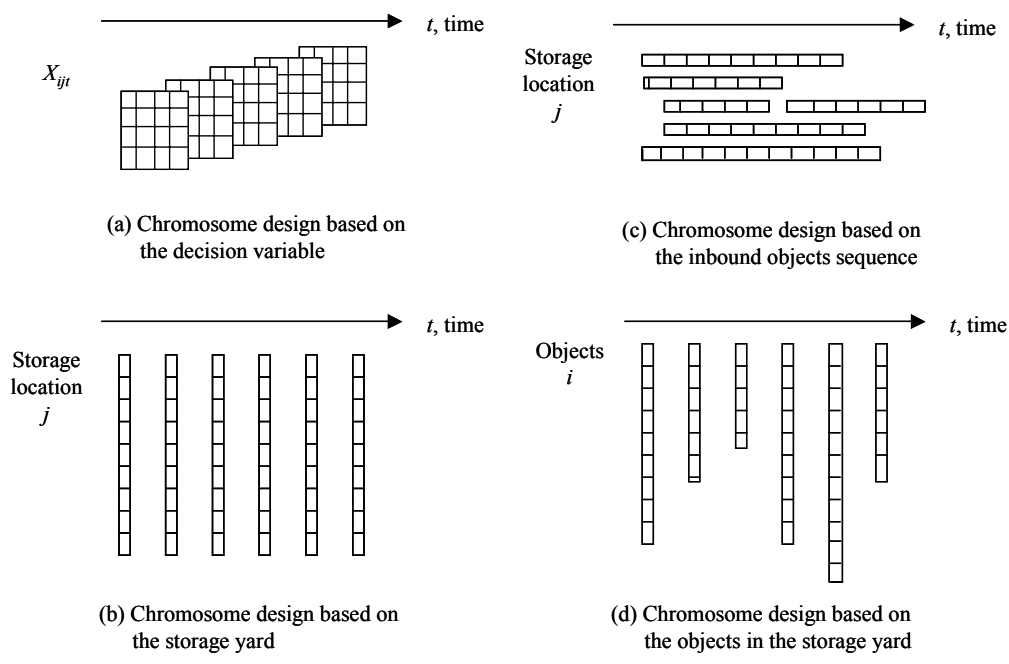 t, time
X_ijt
(a) Chromosome design based on
the decision variable
t, time
Storage
location
j
(c) Chromosome design based on
the inbound objects sequence
t, time
Storage
location
j
(b) Chromosome design based on
the storage yard
t, time
Objects
i
(d) Chromosome design based on
the objects in the storage yard